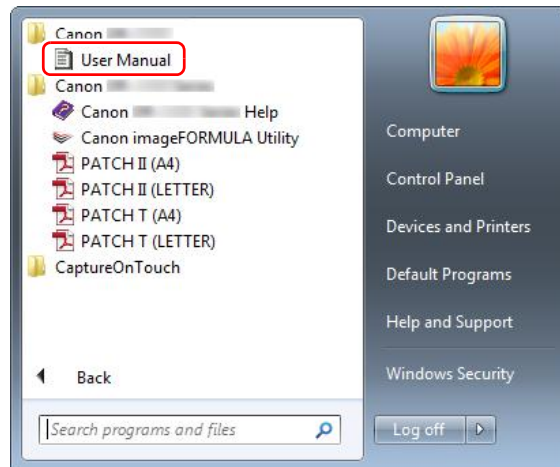 Canon
User Manual
Canon
Canon Help
Canon imageFORMULA Utility
PATCH II (A4)
PATCH II (LETTER)
PATCH T (A4)
PATCH T (LETTER)
CaptureOnTouch
Back
Search programs and files
Computer
Control Panel
Devices and Printers
Default Programs
Help and Support
Windows Security
Log off